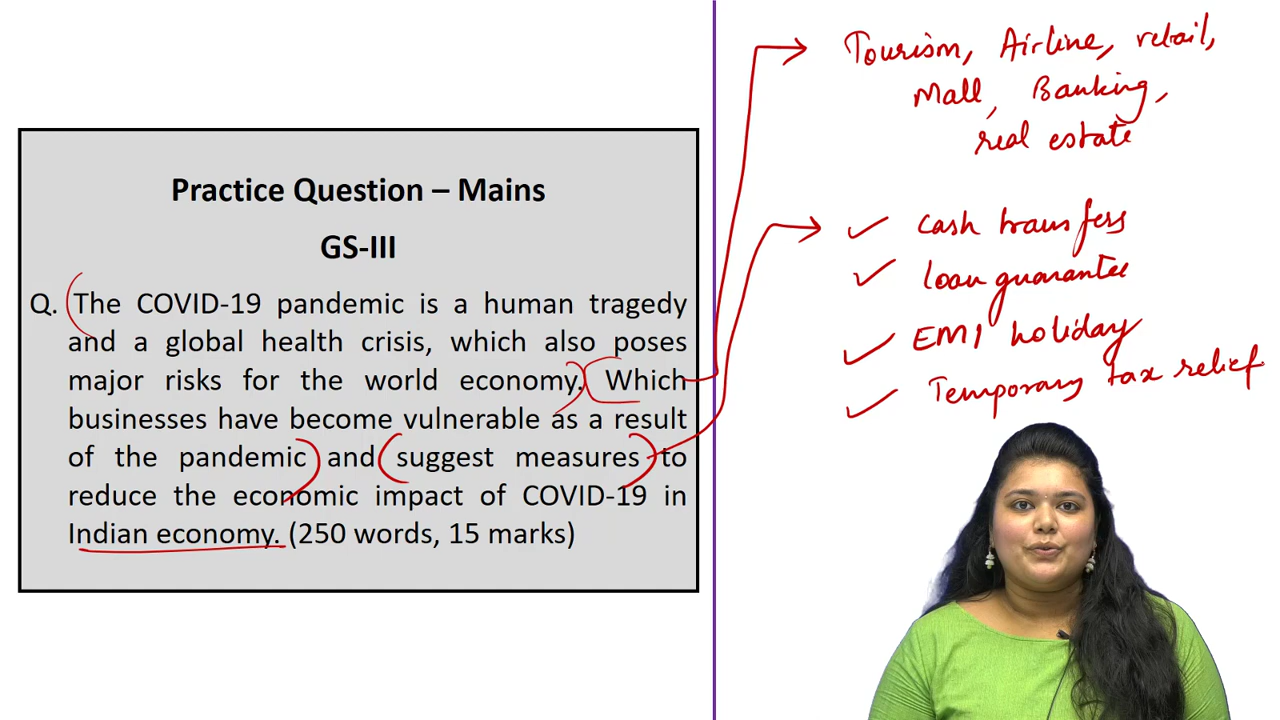 Practice Question – Mains
GS-III
Q. The COVID-19 pandemic is a human tragedy
and a global health crisis, which also poses
major risks for the world economy. Which
businesses have become vulnerable as a result
of the pandemic and suggest measures to
reduce the economic impact of COVID-19 in
Indian economy. (250 words, 15 marks)
Tourism, Airline, retail,
Mall, Banking,
real estate
cash transfers
loan guarantee
EMI holiday
Temporary tax relief